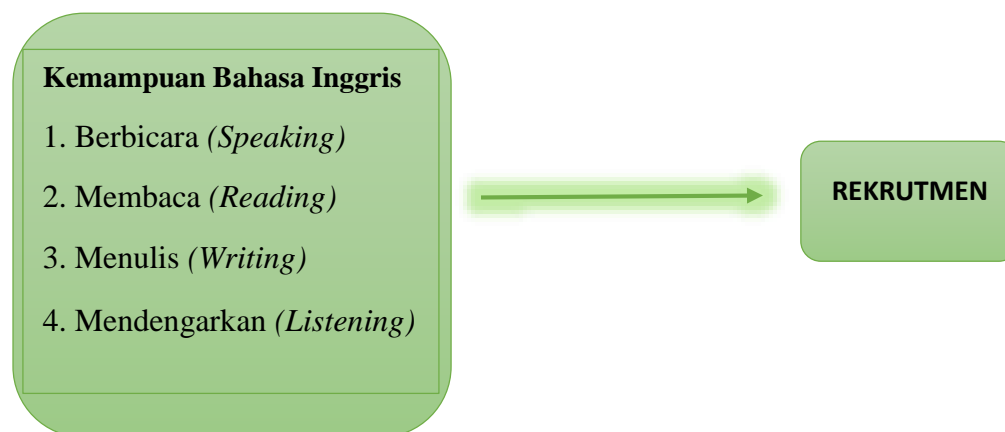 Kemampuan Bahasa Inggris
1. Berbicara (Speaking)
2. Membaca (Reading)
3. Menulis (Writing)
4. Mendengarkan (Listening)
REKRUTMEN